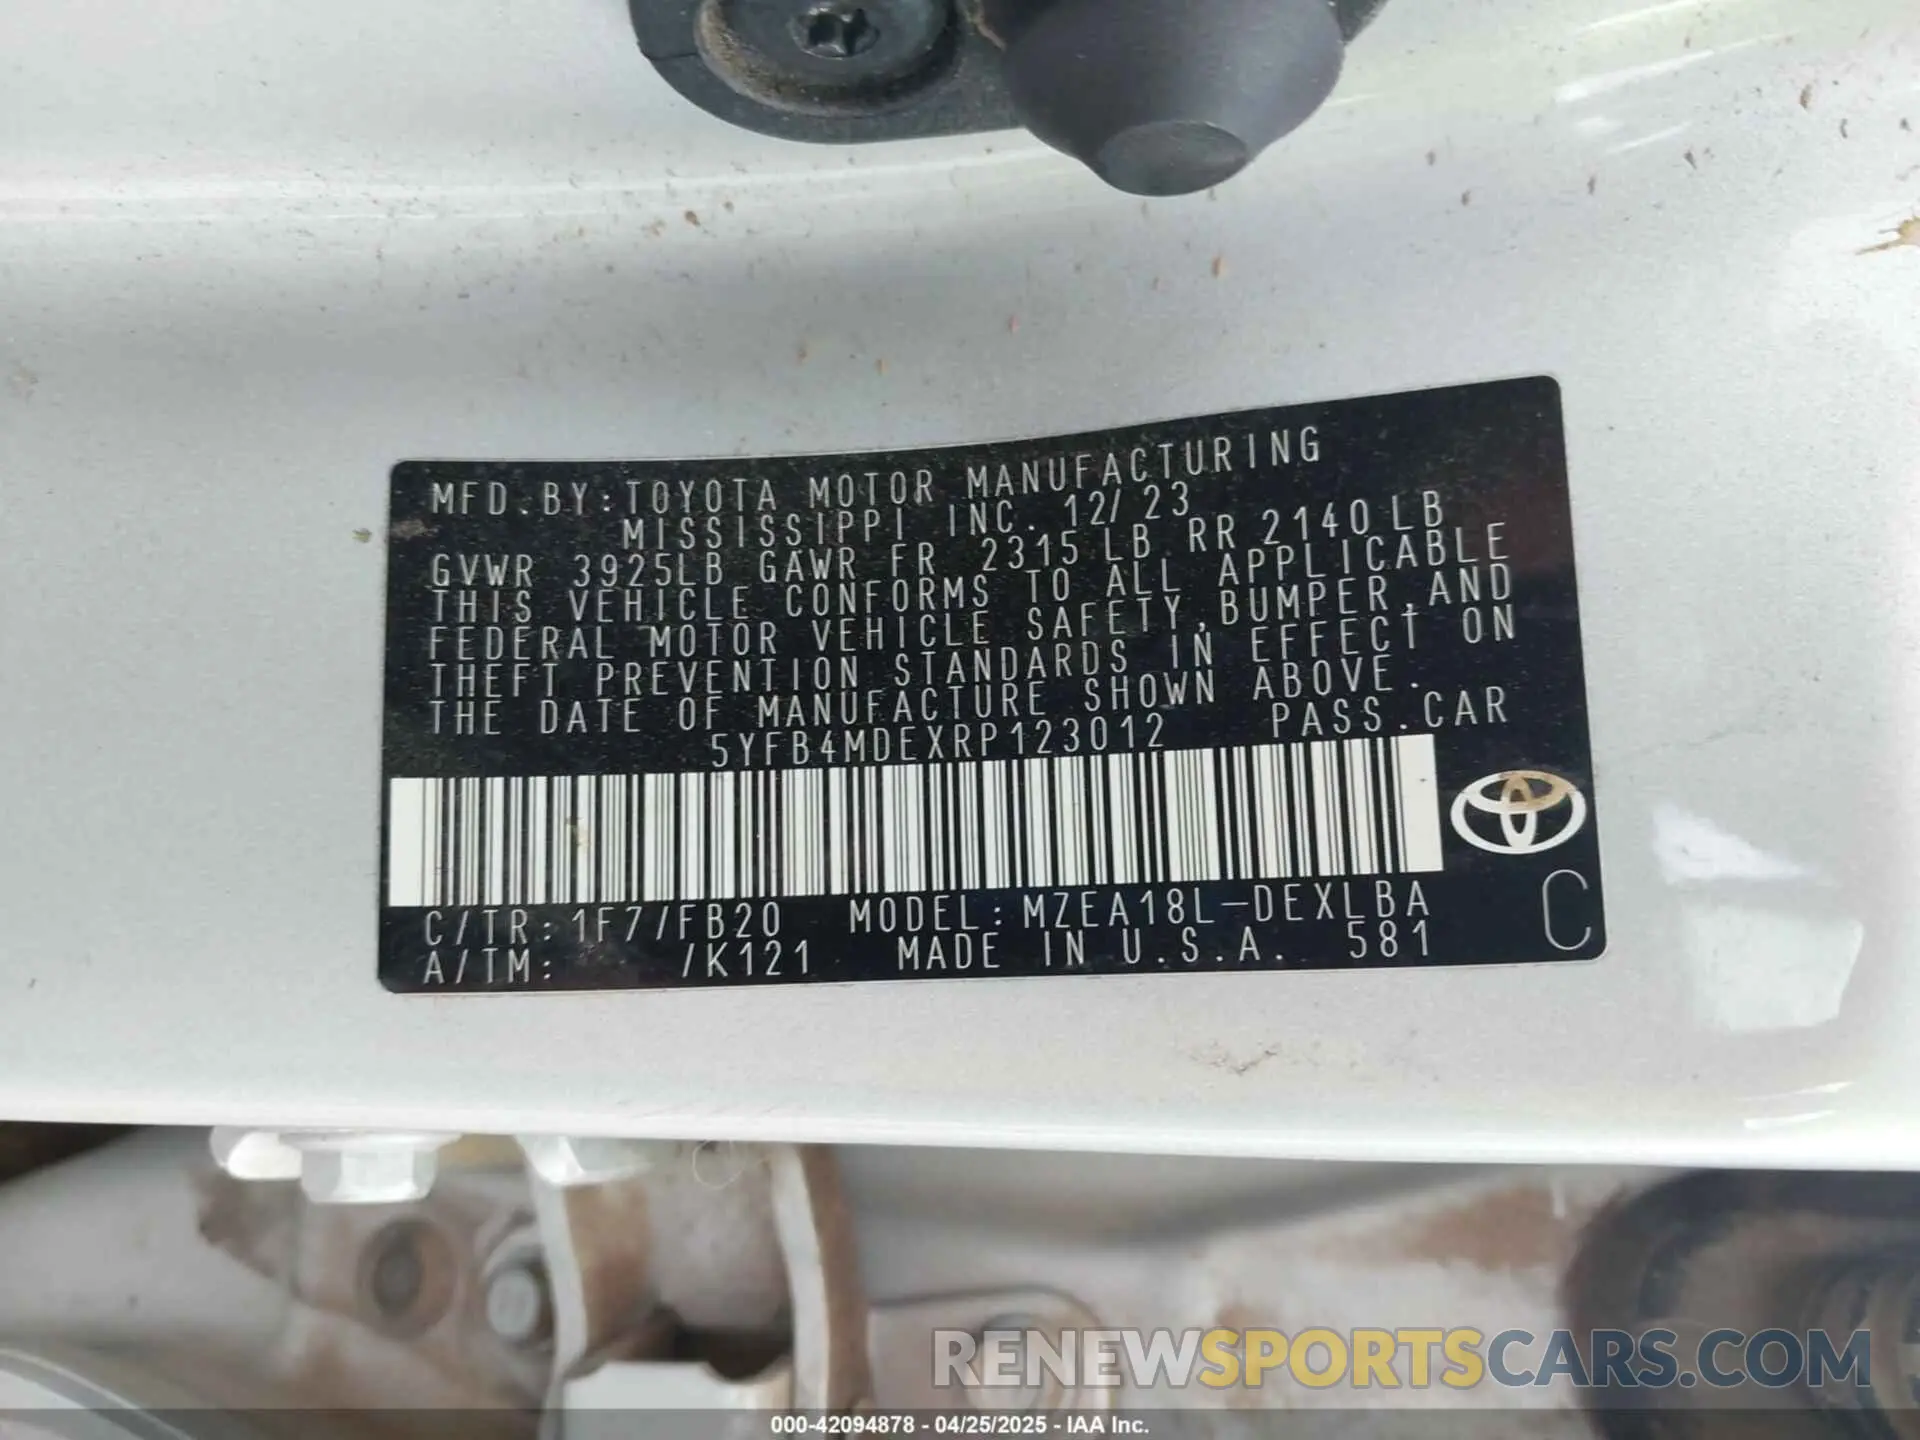 MFD.BY:TOYOTA MOTOR MANUFACTURING
MISSISSIPPI INC. 12/23
GVWR 3925LB GAWR FR 2315LB RR 2140LB
THIS VEHICLE CONFORMS TO ALL APPLICABLE
FEDERAL MOTOR VEHICLE SAFETY,BUMPER,AND
THEFT PREVENTION STANDARDS IN EFFECT ON
THE DATE OF MANUFACTURE SHOWN ABOVE.
5YFB4MDEXRP123012 PASS.CAR
C/TR:1F7/FB20 MODEL:MZEA18L-DEXLBA
A/TM: /K121 MADE IN U.S.A. 581
C
RENEWSPORTSCARS.COM
000-42094878 - 04/25/2025 - IAA Inc.